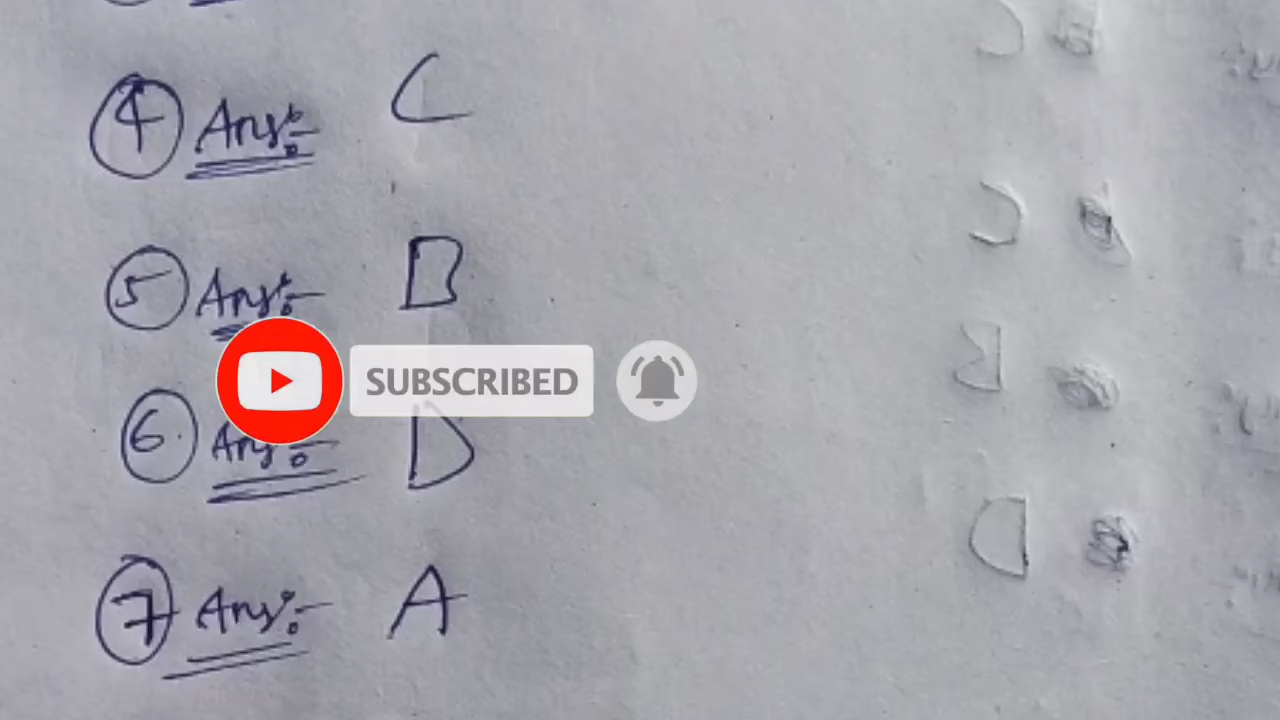 4 Ans:- C
5 Ans:- B
SUBSCRIBED
6 Ans:- D
7 Ans:- A